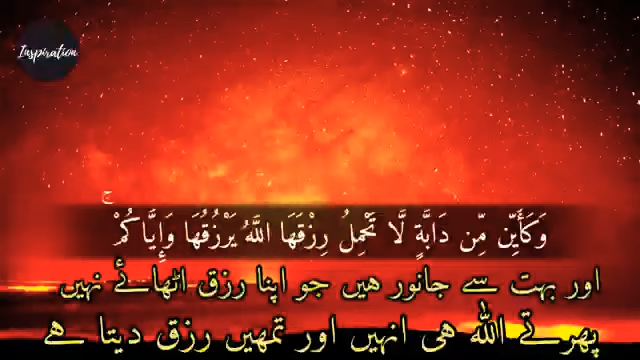 Inspiration
وَكَأَيِّن مِّن دَابَّةٍ لَّا تَحْمِلُ رِزْقَهَا اللَّهُ يَرْزُقُهَا وَإِيَّاكُمْ ۚ
اور بہت سے جانور ہیں جو اپنا رزق اٹھائے نہیں
پھرتے اللہ ہی انہیں اور تمھیں رزق دیتا ہے